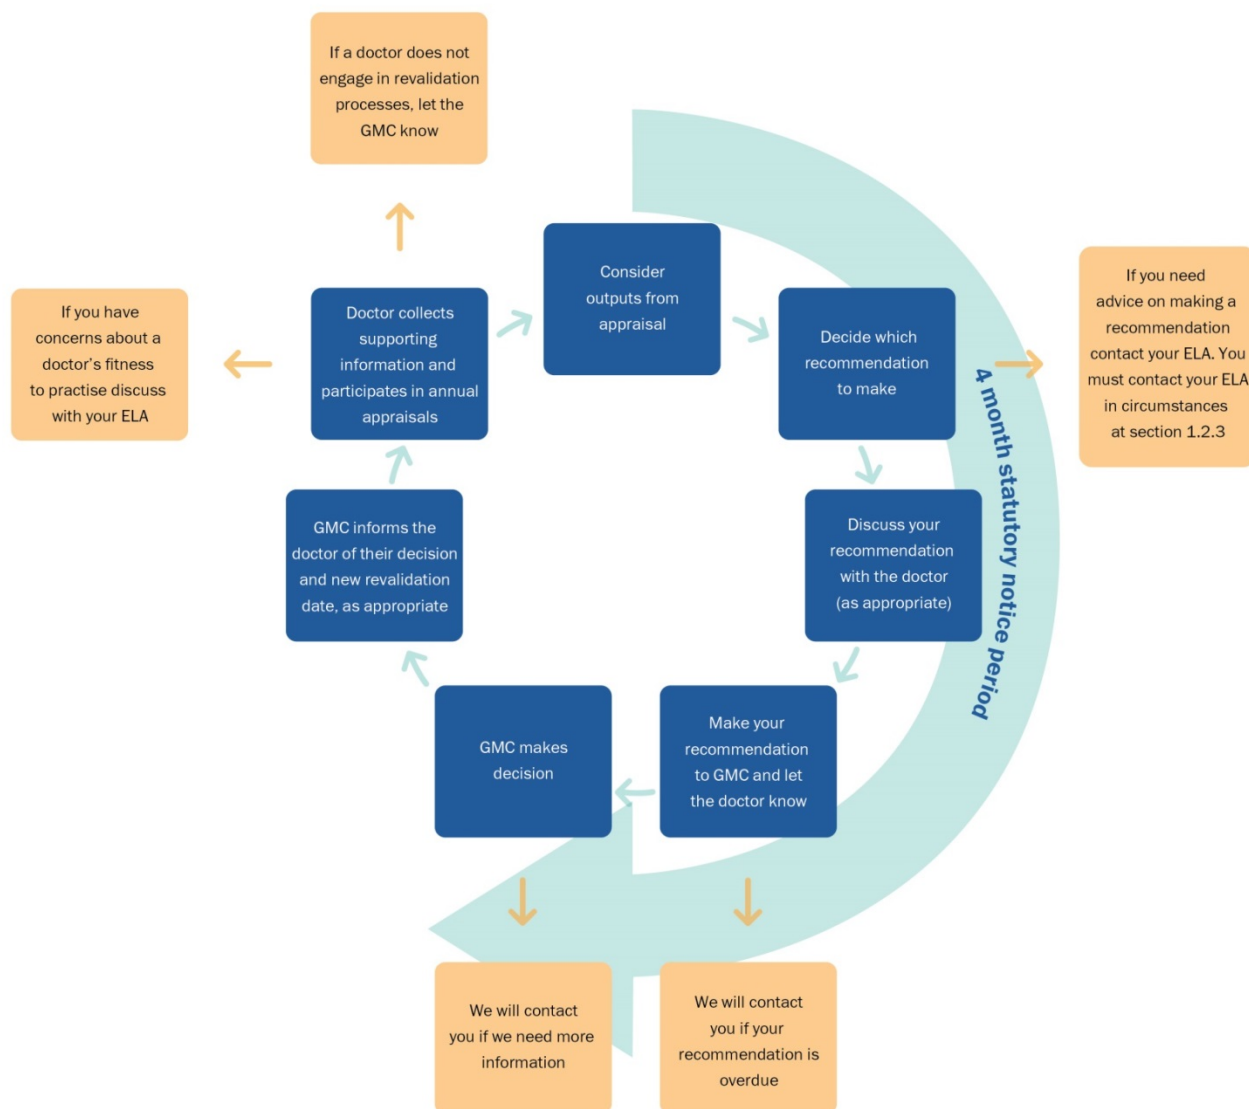 If a doctor does not
engage in revalidation
processes, let the
GMC know
Consider
outputs from
appraisal
Decide which
recommendation
to make
If you need
advice on making a
recommendation
contact your ELA. You
must contact your ELA
in circumstances
at section 1.2.3
If you have
concerns about a
doctor's fitness
to practise discuss
with your ELA
Doctor collects
supporting
information and
participates in annual
appraisals
4 month statutory notice period
GMC informs the
doctor of their decision
and new revalidation
date, as appropriate
Discuss your
recommendation
with the doctor
(as appropriate)
GMC makes
decision
Make your
recommendation
to GMC and let
the doctor know
We will contact
you if we need more
information
We will contact
you if your
recommendation is
overdue